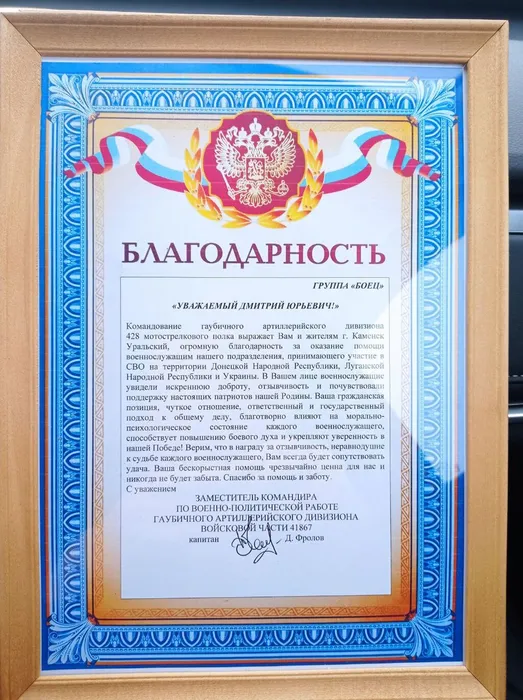 БЛАГОДАРНОСТЬ
ГРУППА «БОЕЦ»
«УВАЖАЕМЫЙ ДМИТРИЙ ЮРЬЕВИЧ!»
Командование гаубичного артиллерийского дивизиона
428 мотострелкового полка выражает Вам и жителям г. Каменск
Уральский, огромную благодарность за оказание помощи
военнослужащим нашего подразделения, принимающего участие в
СВО на территории Донецкой Народной Республики, Луганской
Народной Республики и Украины. В Вашем лице военнослужащие
увидели искреннюю доброту, отзывчивость и почувствовали
поддержку настоящих патриотов нашей Родины. Ваша гражданская
позиция, чуткое отношение, ответственный и государственный
подход к общему делу, благотворно влияют на морально-
психологическое состояние каждого военнослужащего,
способствует повышению боевого духа и укрепляют уверенность в
нашей Победе! Верим, что в награду за отзывчивость, неравнодушие
к судьбе каждого военнослужащего, Вам всегда будет сопутствовать
удача. Ваша бескорыстная помощь чрезвычайно ценна для нас и
никогда не будет забыта. Спасибо за помощь и заботу.
С уважением
ЗАМЕСТИТЕЛЬ КОМАНДИРА
ПО ВОЕННО-ПОЛИТИЧЕСКОЙ РАБОТЕ
ГАУБИЧНОГО АРТИЛЛЕРИЙСКОГО ДИВИЗИОНА
ВОЙСКОВОЙ ЧАСТИ 41867
капитан Д. Фролов